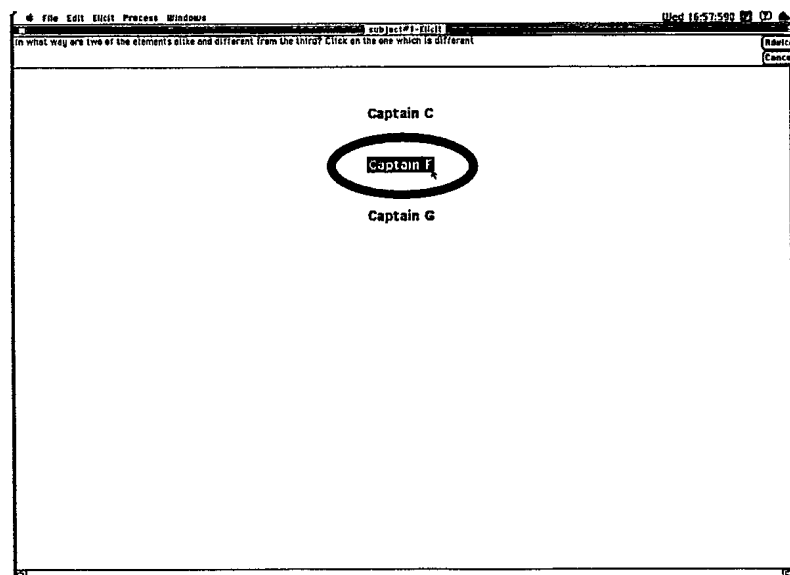 File Edit Elicit Process Windows
Wed 16:57:59
subject#1-Elicit
In what way are two of the elements alike and different from the third? Click on the one which is different
Captain C
Captain F
Captain G